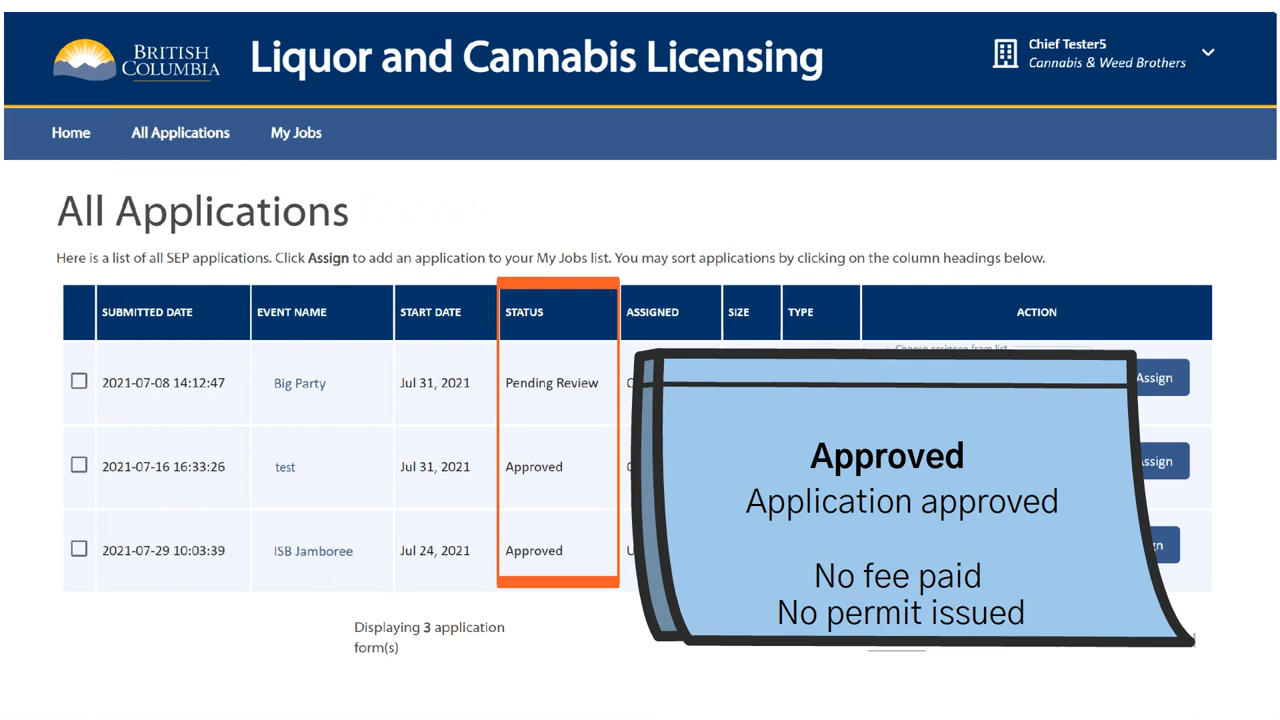 BRITISH
COLUMBIA
Liquor and Cannabis Licensing
Chief Tester5
Cannabis & Weed Brothers
Home All Applications My Jobs
All Applications
Here is a list of all SEP applications. Click Assign to add an application to your My Jobs list. You may sort applications by clicking on the column headings below.
SUBMITTED DATE EVENT NAME START DATE STATUS ASSIGNED SIZE TYPE ACTION
2021-07-08 14:12:47 Big Party Jul 31, 2021 Pending Review Assign
2021-07-16 16:33:26 test Jul 31, 2021 Approved
2021-07-29 10:03:39 ISB Jamboree Jul 24, 2021 Approved
Approved
Application approved
No fee paid
No permit issued
Displaying 3 application
form(s)